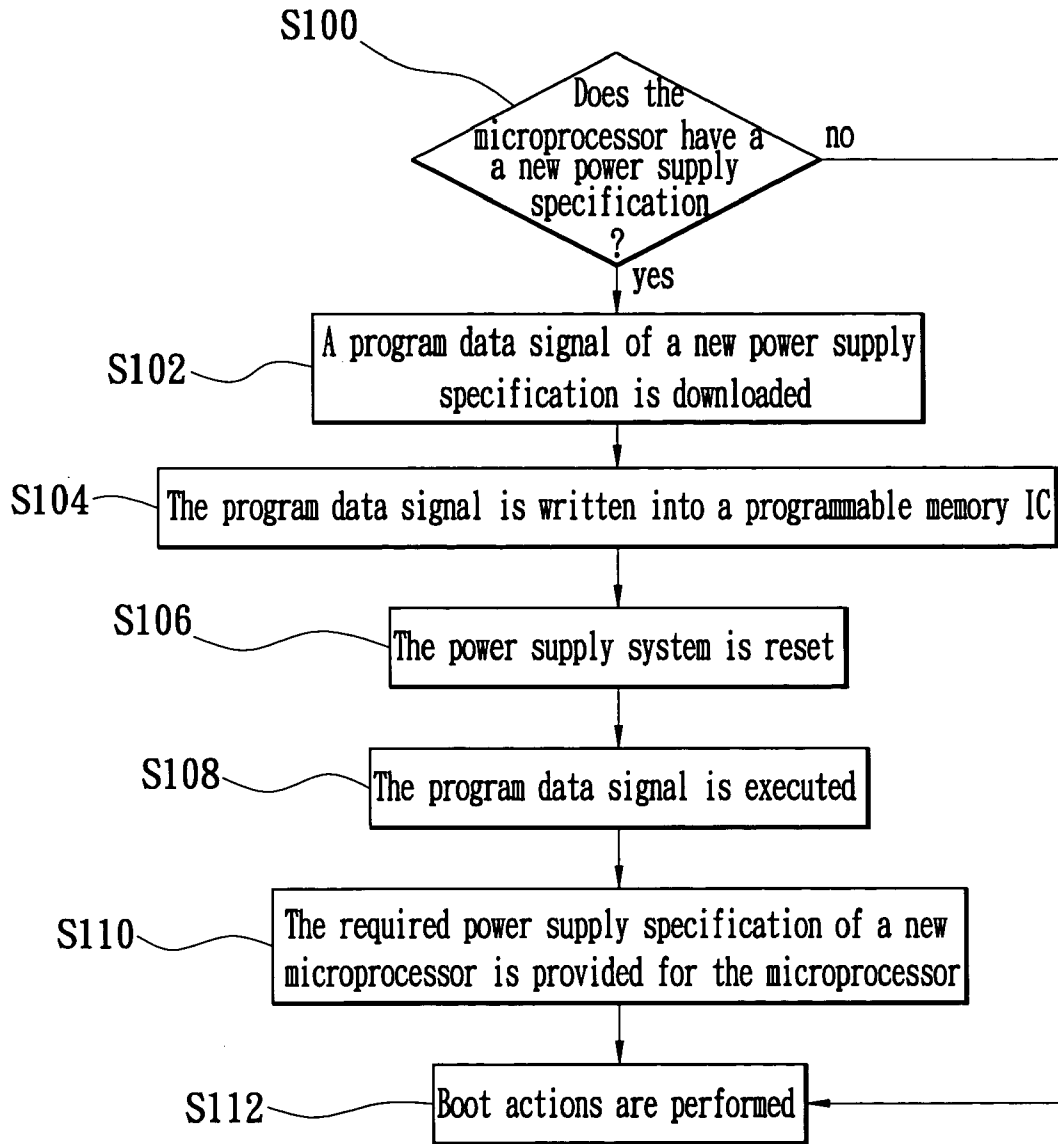 S100
Does the
microprocessor have a
a new power supply
specification
?
no
yes
S102
A program data signal of a new power supply
specification is downloaded
S104
The program data signal is written into a programmable memory IC
S106
The power supply system is reset
S108
The program data signal is executed
S110
The required power supply specification of a new
microprocessor is provided for the microprocessor
S112
Boot actions are performed